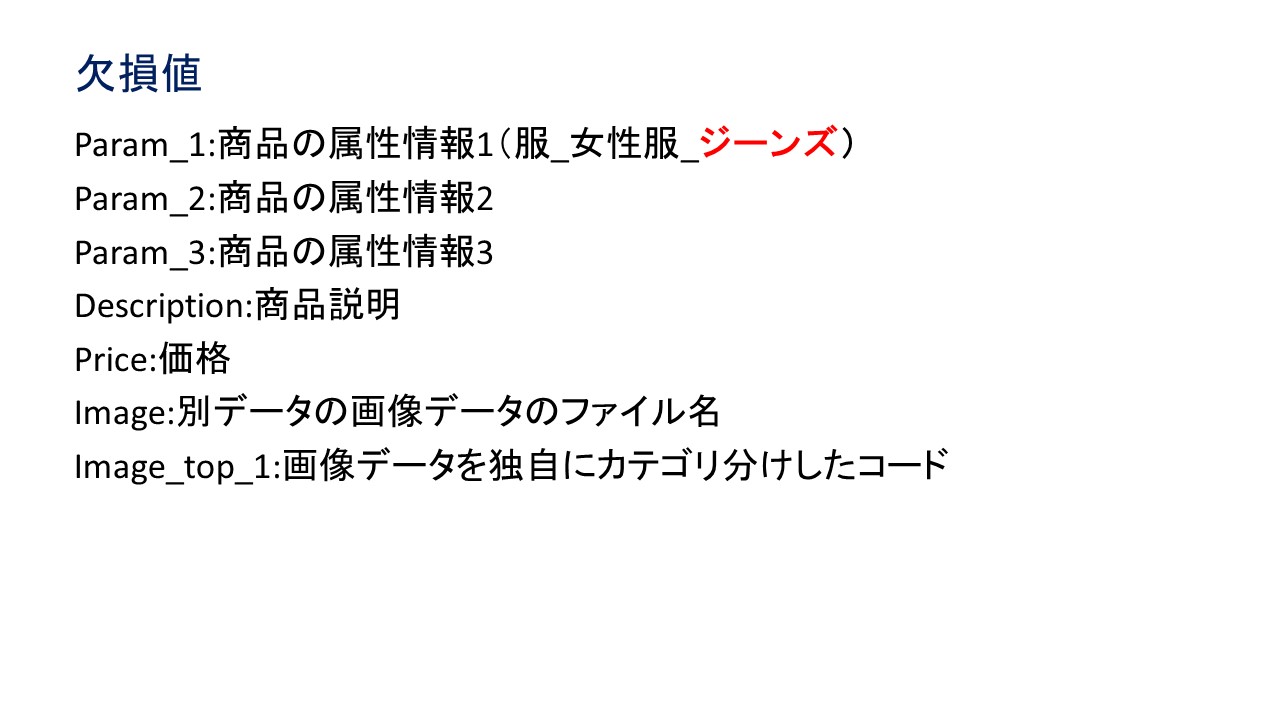 欠損値
Param_1:商品の属性情報1（服_女性服_ジーンズ）
Param_2:商品の属性情報2
Param_3:商品の属性情報3
Description:商品説明
Price:価格
Image:別データの画像データのファイル名
Image_top_1:画像データを独自にカテゴリ分けしたコード